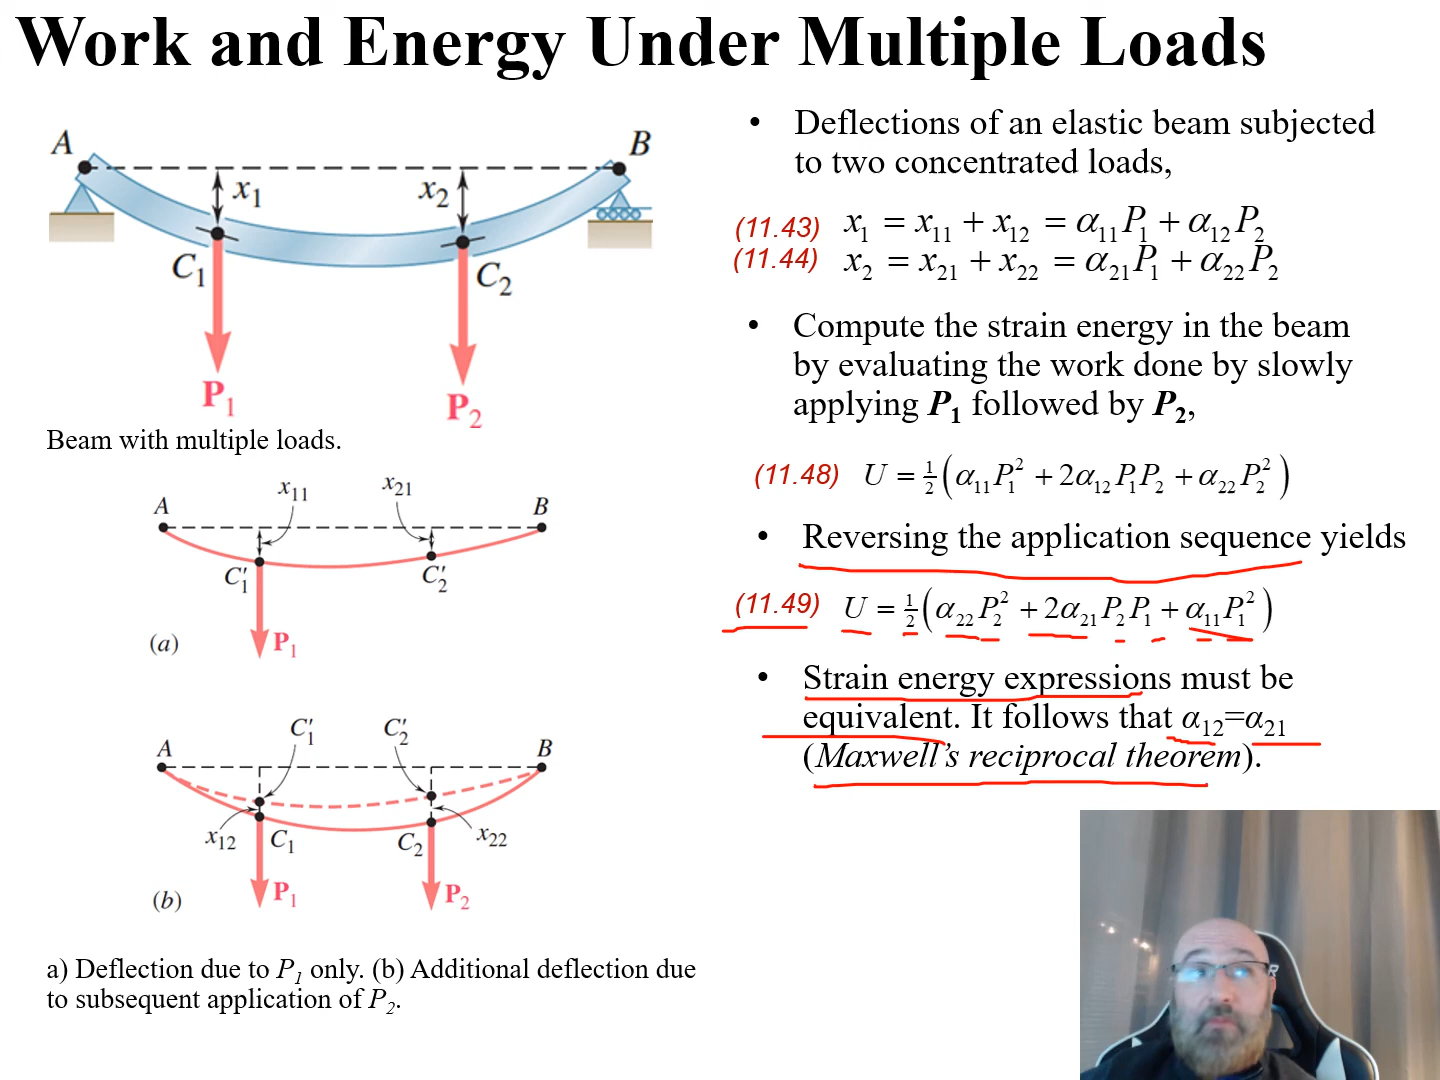 Work and Energy Under Multiple Loads
A
B
x₁
x₂
C₁
C₂
P₁
P₂
Beam with multiple loads.
x₁₁
x₂₁
A
B
C′₁
C′₂
(a)
P₁
C′₁
C′₂
A
B
x₁₂
C₁
C₂
x₂₂
(b)
P₁
P₂
a) Deflection due to P₁ only. (b) Additional deflection due
to subsequent application of P₂.
• Deflections of an elastic beam subjected
to two concentrated loads,
(11.43) x₁ = x₁₁ + x₁₂ = α₁₁P₁ + α₁₂P₂
(11.44) x₂ = x₂₁ + x₂₂ = α₂₁P₁ + α₂₂P₂
• Compute the strain energy in the beam
by evaluating the work done by slowly
applying P₁ followed by P₂,
(11.48) U = ½(α₁₁P₁² + 2α₁₂P₁P₂ + α₂₂P₂²)
• Reversing the application sequence yields
(11.49) U = ½(α₂₂P₂² + 2α₂₁P₂P₁ + α₁₁P₁²)
• Strain energy expressions must be
equivalent. It follows that α₁₂=α₂₁
(Maxwell’s reciprocal theorem).